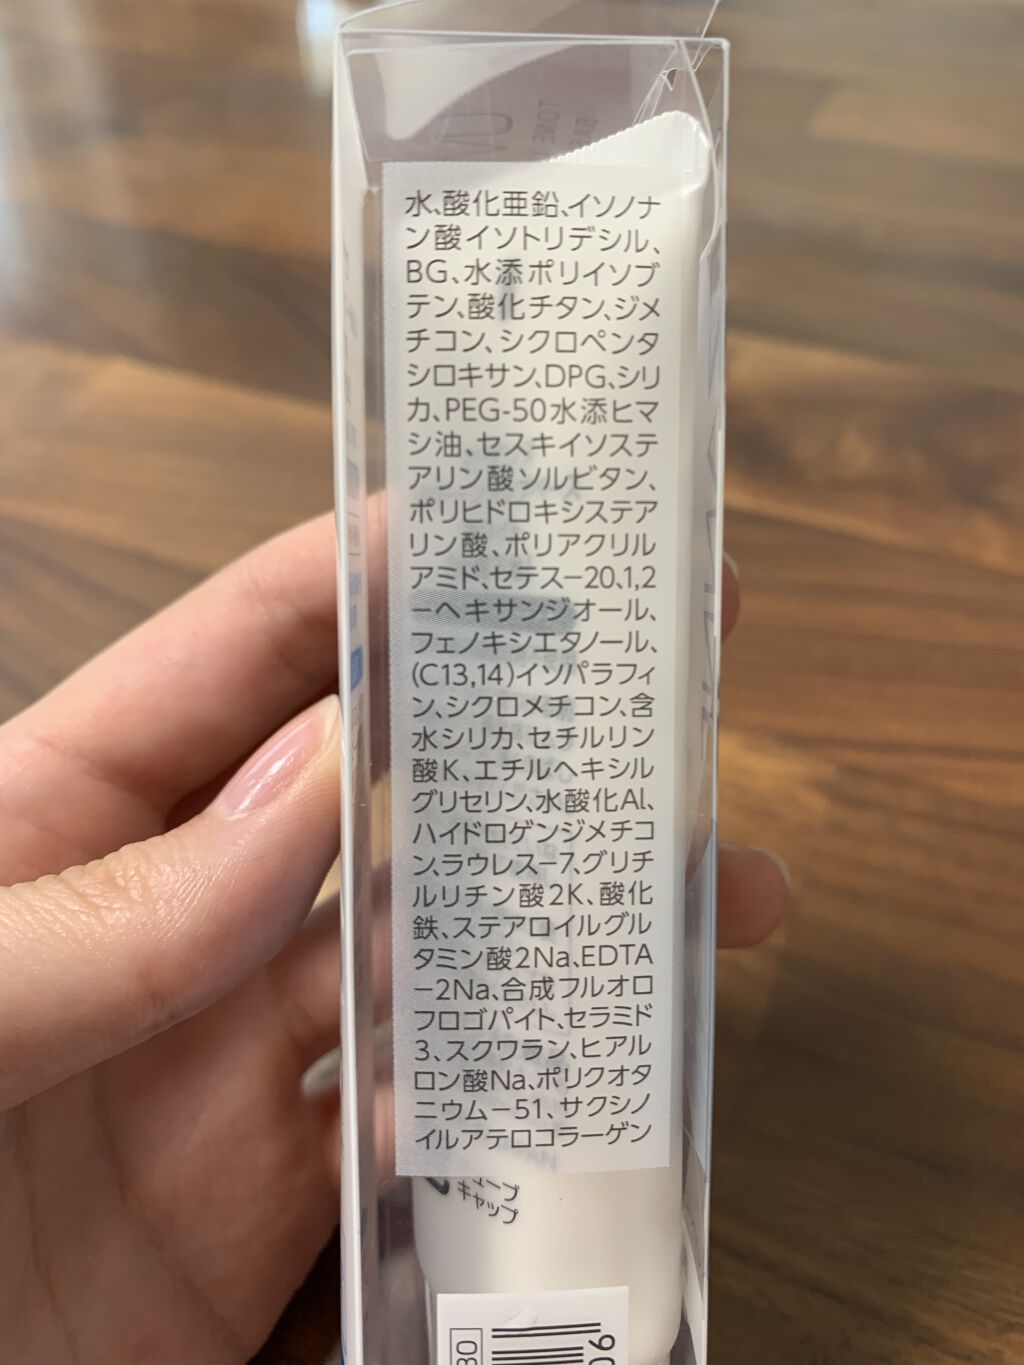 水、酸化亜鉛、イソノナ
ン酸イソトリデシル、
BG、水添ポリイソブ
テン、酸化チタン、ジメ
チコン、シクロペンタ
シロキサン、DPG、シリ
カ、PEG-50水添ヒマ
シ油、セスキイソステ
アリン酸ソルビタン、
ポリヒドロキシステア
リン酸、ポリアクリル
アミド、セテス−20、1,2
−ヘキサンジオール、
フェノキシエタノール、
(C13,14)イソパラフィ
ン、シクロメチコン、含
水シリカ、セチルリン
酸K、エチルヘキシル
グリセリン、水酸化Al、
ハイドロゲンジメチコ
ン、ラウレス−7、グリチ
ルリチン酸2K、酸化
鉄、ステアロイルグル
タミン酸2Na、EDTA
−2Na、合成フルオロ
フロゴパイト、セラミド
3、スクワラン、ヒアル
ロン酸Na、ポリクオタ
ニウム−51、サクシノ
イルアテロコラーゲン
キャップ